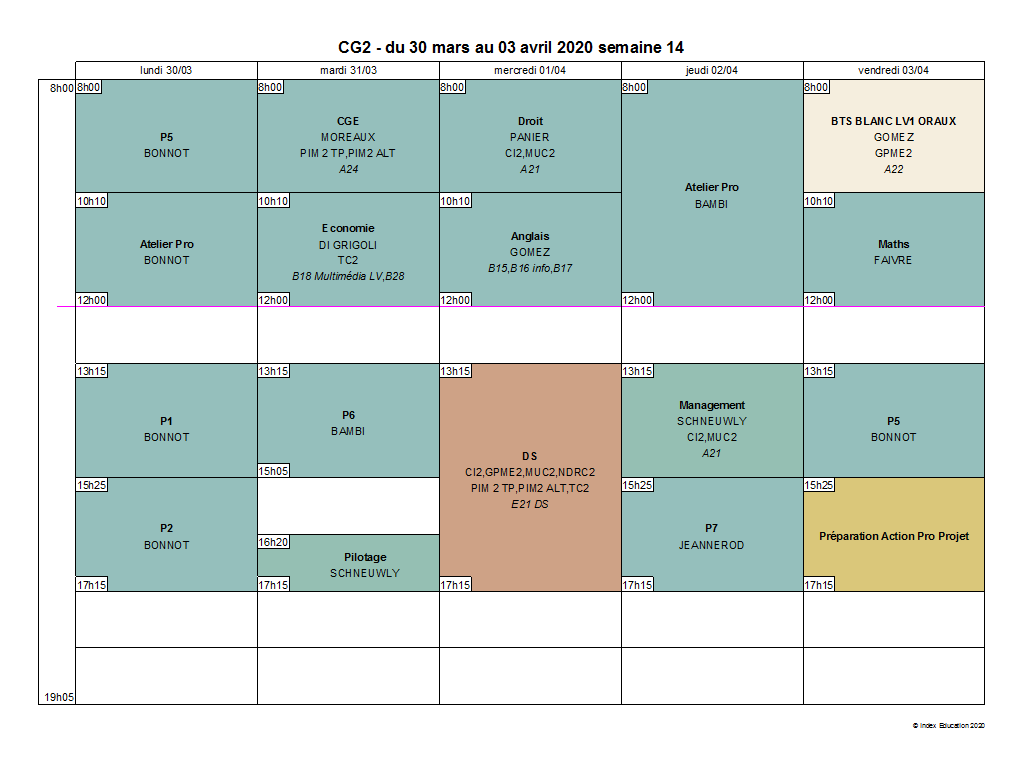 CG2 - du 30 mars au 03 avril 2020 semaine 14
lundi 30/03
mardi 31/03
mercredi 01/04
jeudi 02/04
vendredi 03/04
8h00
8h00
P5
BONNOT
8h00
CGE
MOREAUX
PIM 2 TP,PIM2 ALT
A24
8h00
Droit
PANIER
CI2,MUC2
A21
8h00
Atelier Pro
BAMBI
12h00
8h00
BTS BLANC LV1 ORAUX
GOMEZ
GPME2
A22
10h10
Atelier Pro
BONNOT
12h00
10h10
Economie
DI GRIGOLI
TC2
B18 Multimédia LV,B28
12h00
10h10
Anglais
GOMEZ
B15,B16 info,B17
12h00
10h10
Maths
FAIVRE
12h00
13h15
P1
BONNOT
13h15
P6
BAMBI
15h05
13h15
DS
CI2,GPME2,MUC2,NDRC2
PIM 2 TP,PIM2 ALT,TC2
E21 DS
17h15
13h15
Management
SCHNEUWLY
CI2,MUC2
A21
13h15
P5
BONNOT
15h25
P2
BONNOT
17h15
16h20
Pilotage
SCHNEUWLY
17h15
15h25
P7
JEANNEROD
17h15
15h25
Préparation Action Pro Projet
17h15
19h05
© Index Education 2020